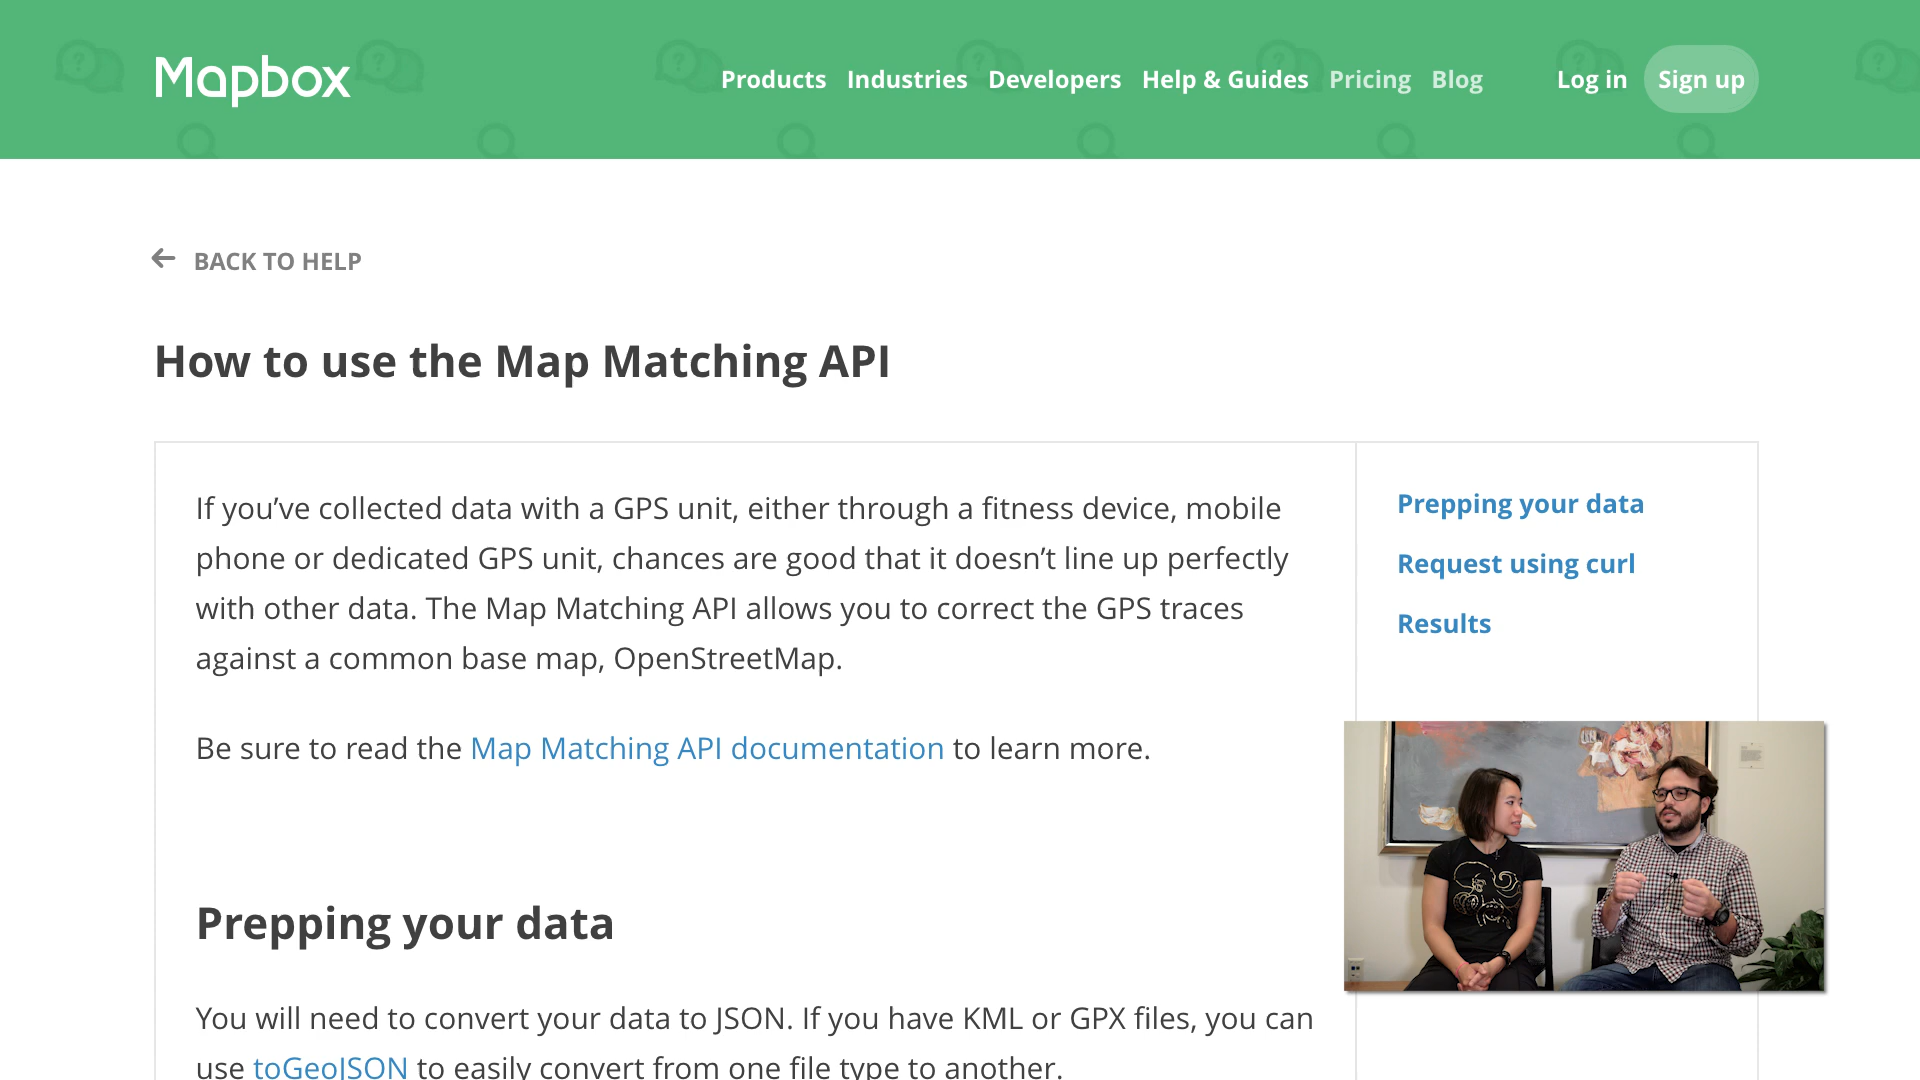 Mapbox
Products Industries Developers Help & Guides Pricing Blog Log in Sign up
BACK TO HELP
How to use the Map Matching API
If you’ve collected data with a GPS unit, either through a fitness device, mobile
phone or dedicated GPS unit, chances are good that it doesn’t line up perfectly
with other data. The Map Matching API allows you to correct the GPS traces
against a common base map, OpenStreetMap.
Be sure to read the Map Matching API documentation to learn more.
Prepping your data
You will need to convert your data to JSON. If you have KML or GPX files, you can
use toGeoJSON to easily convert from one file type to another.
Prepping your data
Request using curl
Results